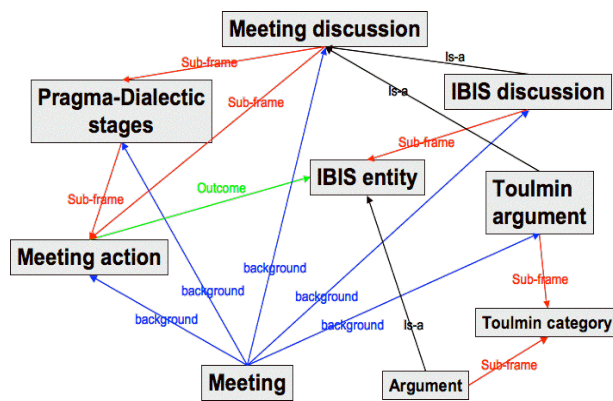 Meeting discussion
Is-a
Sub-frame
Pragma-Dialectic
stages
Sub-frame
Is-a
IBIS discussion
Sub-frame
IBIS entity
Outcome
Sub-frame
Toulmin
argument
Meeting action
background
background
Sub-frame
background
background
background
Is-a
Toulmin category
Sub-frame
Meeting
Argument